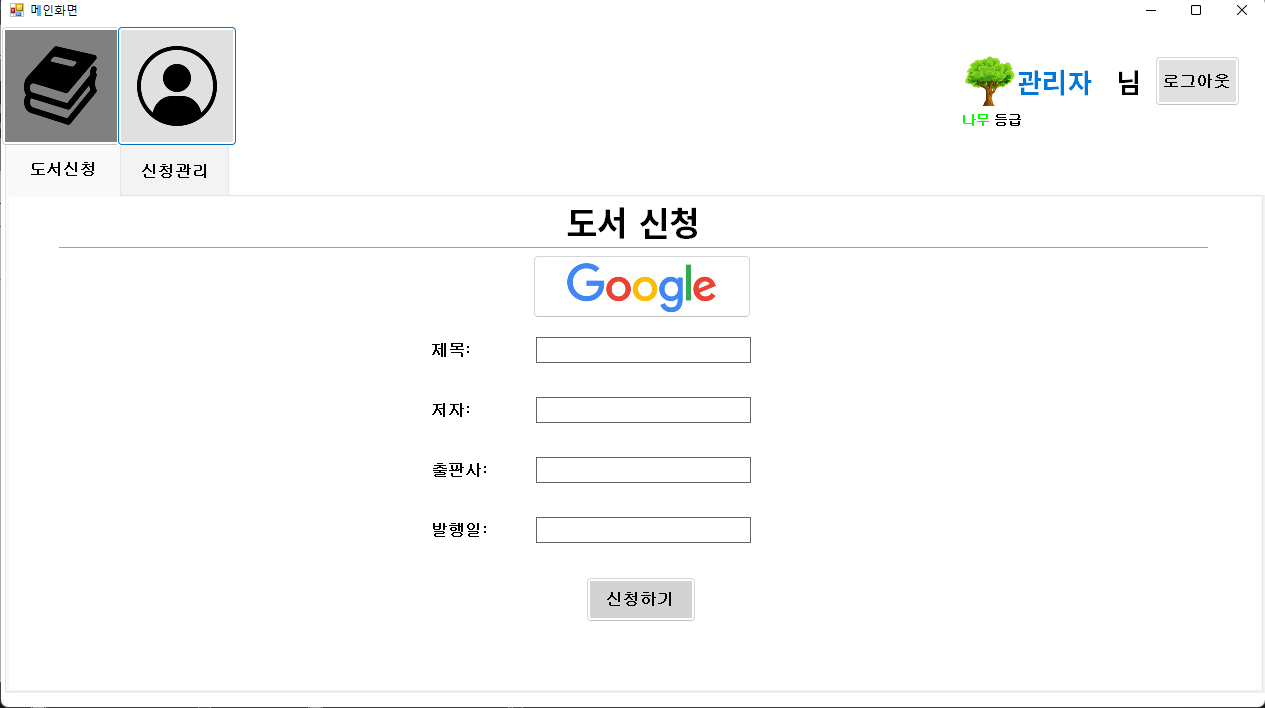 메인화면
관리자 님 로그아웃
나무 등급
도서신청 신청관리
도서 신청
Google
제목:
저자:
출판사:
발행일:
신청하기